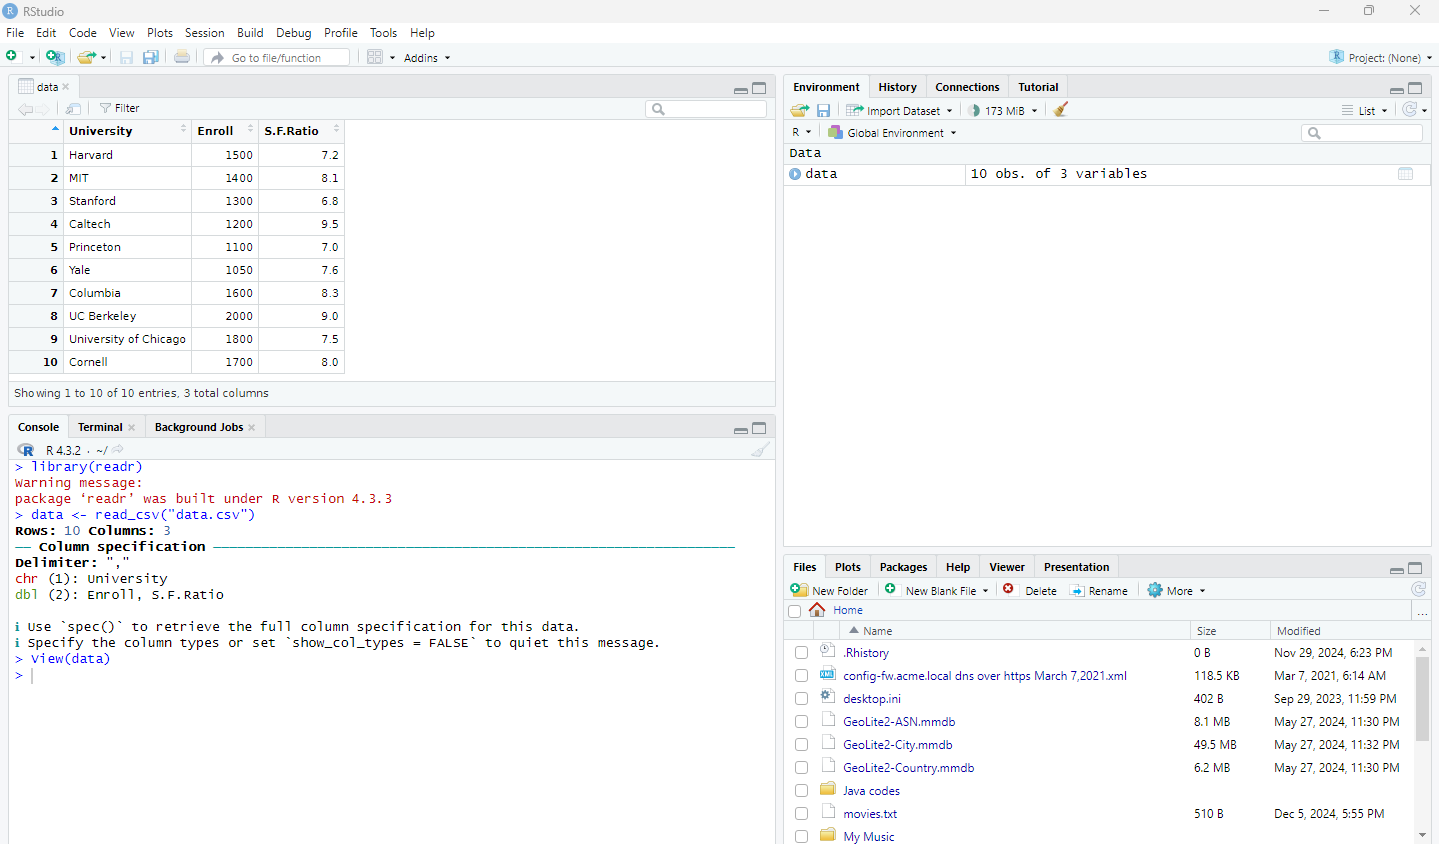 RStudio
File Edit Code View Plots Session Build Debug Profile Tools Help
Go to file/function Addins Project: (None)
data
Filter
University Enroll S.F.Ratio
1 Harvard 1500 7.2
2 MIT 1400 8.1
3 Stanford 1300 6.8
4 Caltech 1200 9.5
5 Princeton 1100 7.0
6 Yale 1050 7.6
7 Columbia 1600 8.3
8 UC Berkeley 2000 9.0
9 University of Chicago 1800 7.5
10 Cornell 1700 8.0
Showing 1 to 10 of 10 entries, 3 total columns
Console Terminal Background Jobs
R 4.3.2 · ~/
> library(readr)
Warning message:
package ‘readr’ was built under R version 4.3.3
> data <- read_csv("data.csv")
Rows: 10 Columns: 3
── Column specification ─────────────────────────────────────────────────────────────────
Delimiter: ","
chr (1): University
dbl (2): Enroll, S.F.Ratio
ℹ Use `spec()` to retrieve the full column specification for this data.
ℹ Specify the column types or set `show_col_types = FALSE` to quiet this message.
> View(data)
>
Environment History Connections Tutorial
Import Dataset 173 MiB List
R Global Environment
Data
data 10 obs. of 3 variables
Files Plots Packages Help Viewer Presentation
New Folder New Blank File Delete Rename More
Home ...
Name Size Modified
.Rhistory 0 B Nov 29, 2024, 6:23 PM
config-fw.acme.local dns over https March 7,2021.xml 118.5 KB Mar 7, 2021, 6:14 AM
desktop.ini 402 B Sep 29, 2023, 11:59 PM
GeoLite2-ASN.mmdb 8.1 MB May 27, 2024, 11:30 PM
GeoLite2-City.mmdb 49.5 MB May 27, 2024, 11:32 PM
GeoLite2-Country.mmdb 6.2 MB May 27, 2024, 11:30 PM
Java codes
movies.txt 510 B Dec 5, 2024, 5:55 PM
My Music